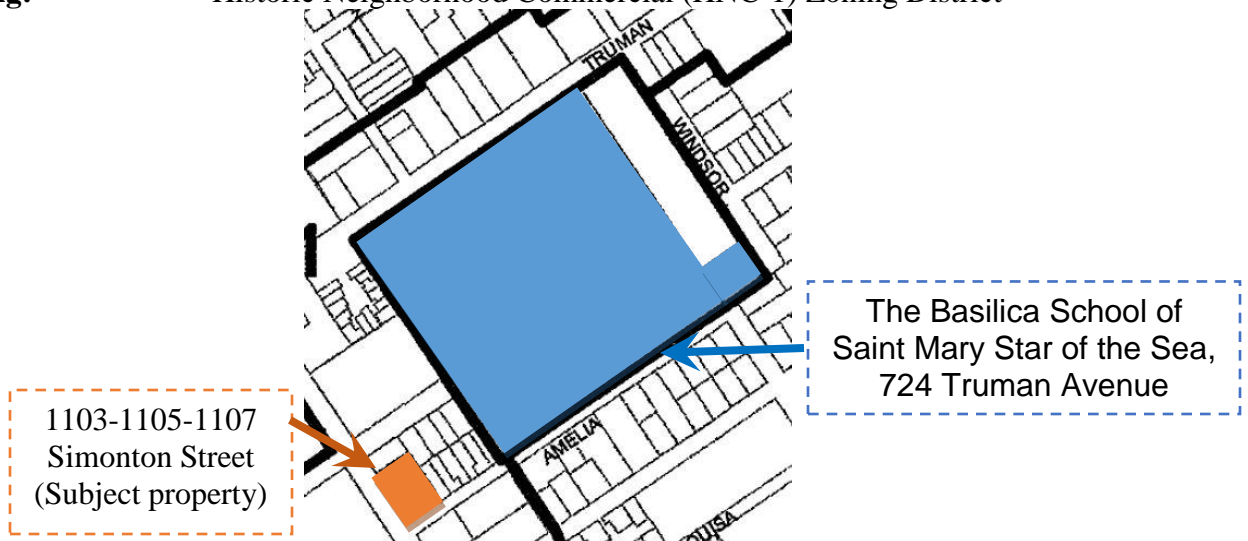 Historic Neighborhood Commercial (HNC-1) Zoning District
TRUMAN
WINDSOR
The Basilica School of
Saint Mary Star of the Sea,
724 Truman Avenue
1103-1105-1107
Simonton Street
(Subject property)
AMELIA